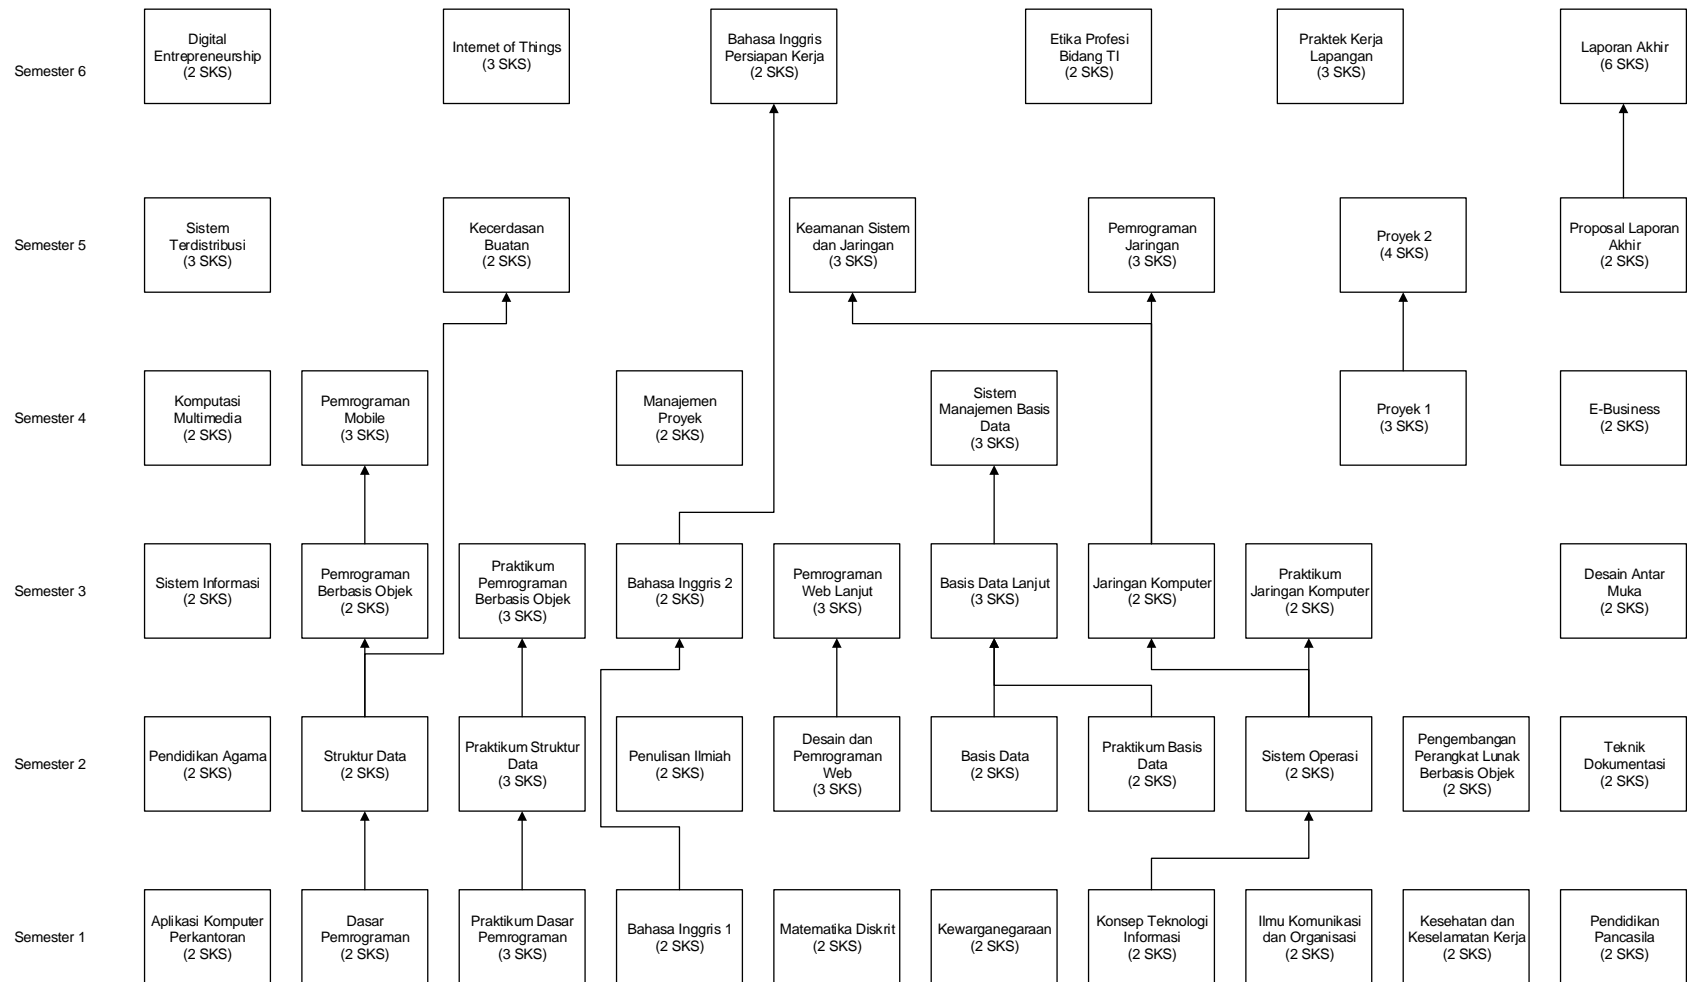 Semester 6
Digital
Entrepreneurship
(2 SKS)
Internet of Things
(3 SKS)
Bahasa Inggris
Persiapan Kerja
(2 SKS)
Etika Profesi
Bidang TI
(2 SKS)
Praktek Kerja
Lapangan
(3 SKS)
Laporan Akhir
(6 SKS)
Semester 5
Sistem
Terdistribusi
(3 SKS)
Kecerdasan
Buatan
(2 SKS)
Keamanan Sistem
dan Jaringan
(3 SKS)
Pemrograman
Jaringan
(3 SKS)
Proyek 2
(4 SKS)
Proposal Laporan
Akhir
(2 SKS)
Semester 4
Komputasi
Multimedia
(2 SKS)
Pemrograman
Mobile
(3 SKS)
Manajemen
Proyek
(2 SKS)
Sistem
Manajemen Basis
Data
(3 SKS)
Proyek 1
(3 SKS)
E-Business
(2 SKS)
Semester 3
Sistem Informasi
(2 SKS)
Pemrograman
Berbasis Objek
(2 SKS)
Praktikum
Pemrograman
Berbasis Objek
(3 SKS)
Bahasa Inggris 2
(2 SKS)
Pemrograman
Web Lanjut
(3 SKS)
Basis Data Lanjut
(3 SKS)
Jaringan Komputer
(2 SKS)
Praktikum
Jaringan Komputer
(2 SKS)
Desain Antar
Muka
(2 SKS)
Semester 2
Pendidikan Agama
(2 SKS)
Struktur Data
(2 SKS)
Praktikum Struktur
Data
(3 SKS)
Penulisan Ilmiah
(2 SKS)
Desain dan
Pemrograman
Web
(3 SKS)
Basis Data
(2 SKS)
Praktikum Basis
Data
(2 SKS)
Sistem Operasi
(2 SKS)
Pengembangan
Perangkat Lunak
Berbasis Objek
(2 SKS)
Teknik
Dokumentasi
(2 SKS)
Semester 1
Aplikasi Komputer
Perkantoran
(2 SKS)
Dasar
Pemrograman
(2 SKS)
Praktikum Dasar
Pemrograman
(3 SKS)
Bahasa Inggris 1
(2 SKS)
Matematika Diskrit
(2 SKS)
Kewarganegaraan
(2 SKS)
Konsep Teknologi
Informasi
(2 SKS)
Ilmu Komunikasi
dan Organisasi
(2 SKS)
Kesehatan dan
Keselamatan Kerja
(2 SKS)
Pendidikan
Pancasila
(2 SKS)